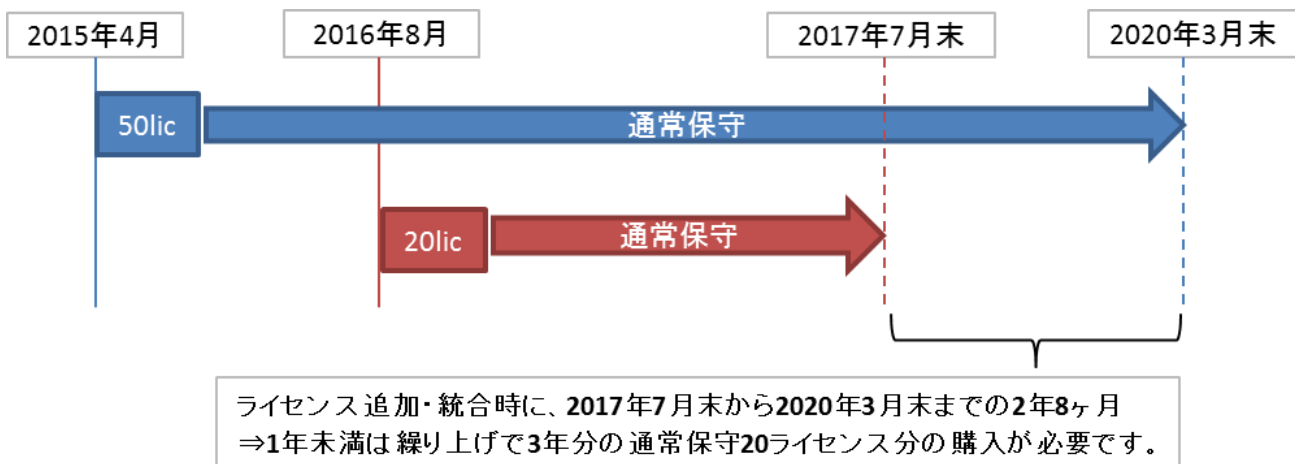 2015年4月
2016年8月
2017年7月末
2020年3月末
50lic
通常保守
20lic
通常保守
ライセンス追加・統合時に、2017年7月末から2020年3月末までの2年8ヶ月
⇒1年未満は繰り上げで3年分の通常保守20ライセンス分の購入が必要です。